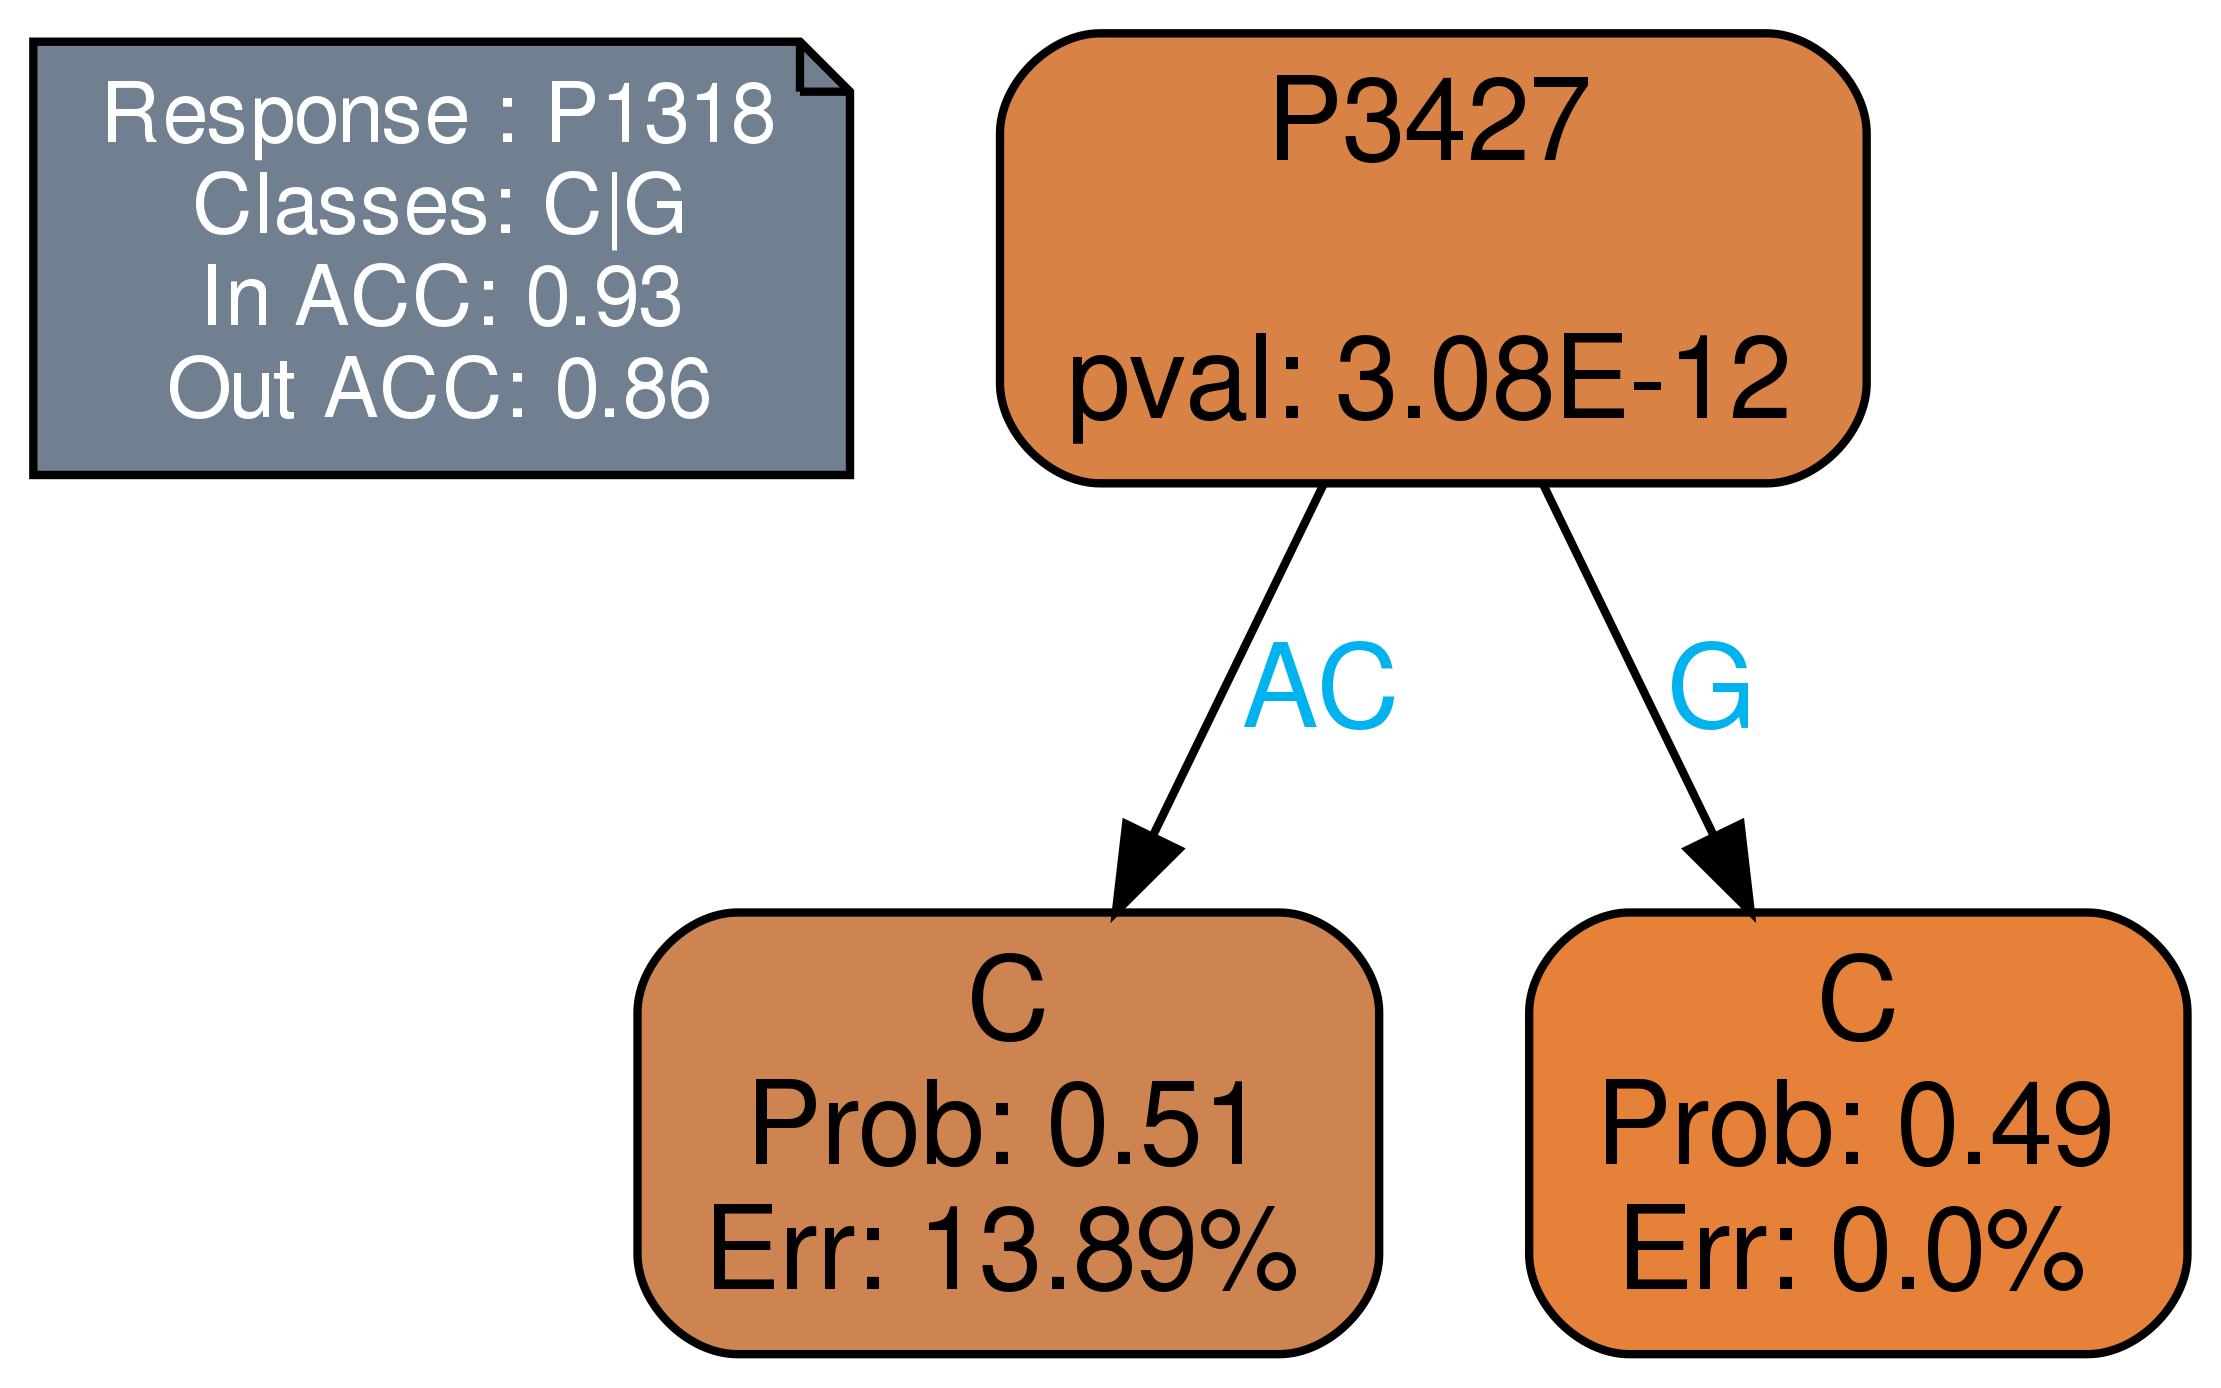 Response : P1318
Classes: C|G
In ACC: 0.93
Out ACC: 0.86
P3427
pval: 3.08E-12
AC
G
C
Prob: 0.51
Err: 13.89%
C
Prob: 0.49
Err: 0.0%